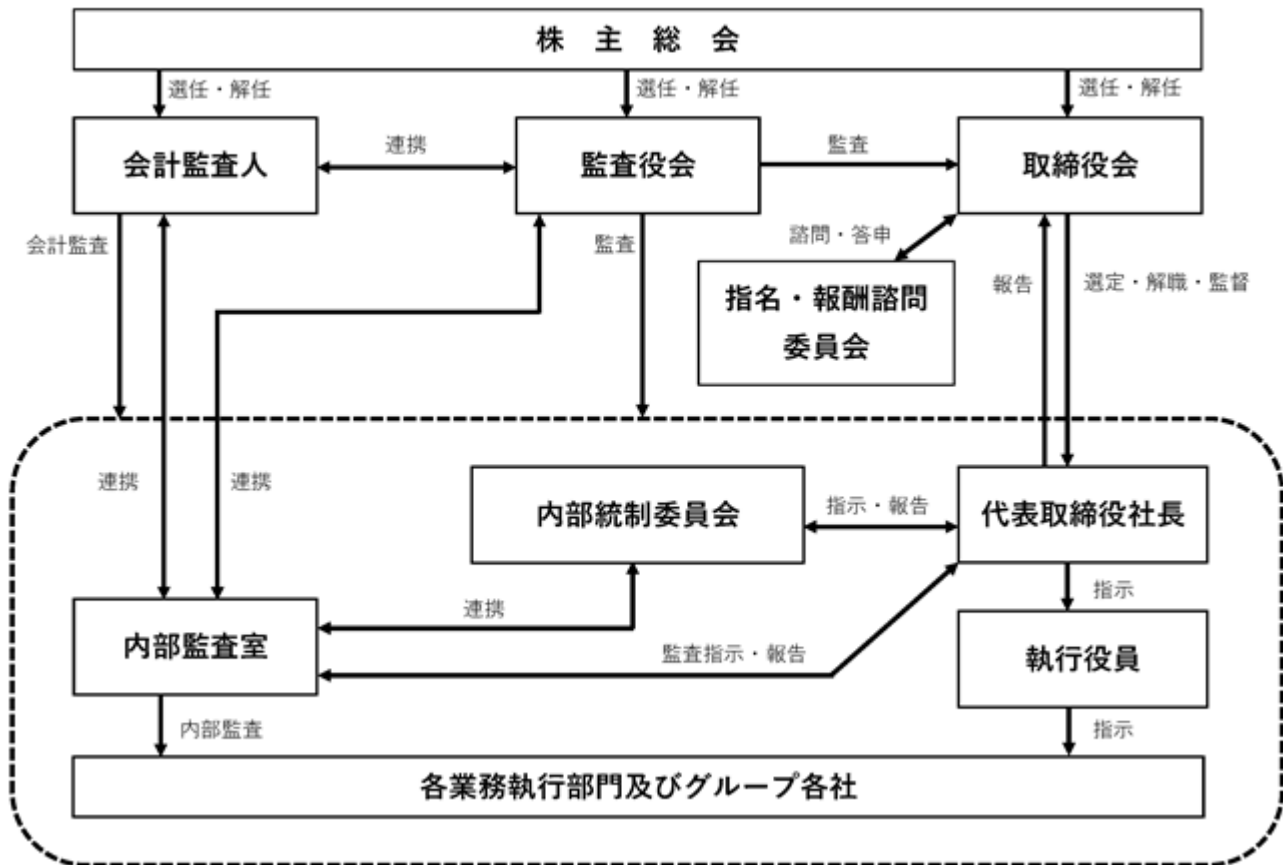 株 主 総 会
選任・解任
選任・解任
選任・解任
会計監査人
連携
監査役会
監査
取締役会
会計監査
監査
諮問・答申
指名・報酬諮問
委員会
報告
選定・解職・監督
連携
連携
内部統制委員会
指示・報告
代表取締役社長
指示
連携
内部監査室
監査指示・報告
執行役員
内部監査
指示
各業務執行部門及びグループ各社